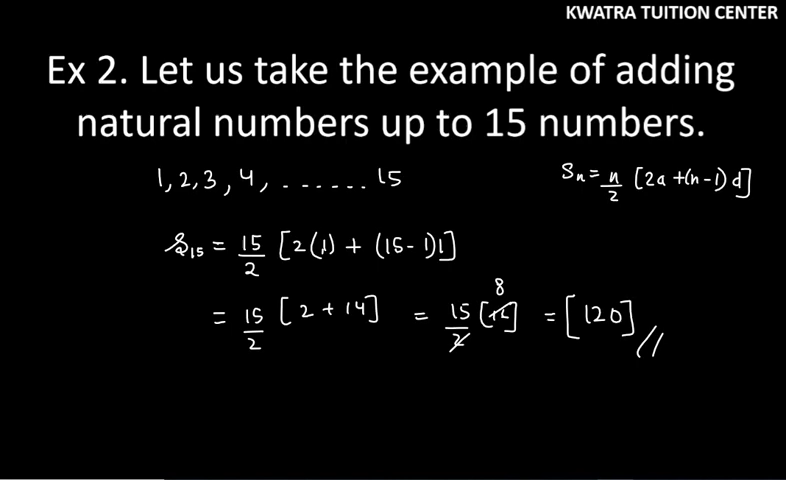 KWATRA TUITION CENTER
Ex 2. Let us take the example of adding
natural numbers up to 15 numbers.
1, 2, 3, 4, ....... 15
Sn = n/2 [2a + (n-1) d]
S15 = 15/2 [2(1) + (15-1)1]
= 15/2 [2 + 14] = 15/2 [16] 8 = [120] //